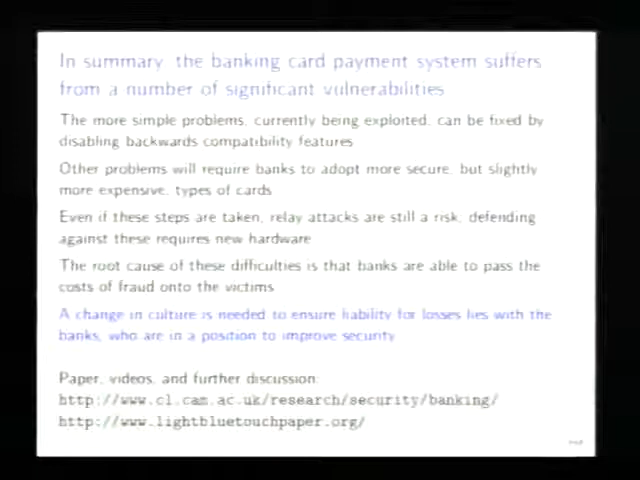 In summary, the banking card payment system suffers
from a number of significant vulnerabilities
The more simple problems, currently being exploited, can be fixed by
disabling backwards compatibility features
Other problems will require banks to adopt more secure, but slightly
more expensive, types of cards
Even if these steps are taken, relay attacks are still a risk, defending
against these requires new hardware
The root cause of these difficulties is that banks are able to pass the
costs of fraud onto the victims
A change in culture is needed to ensure liability for losses lies with the
banks, who are in a position to improve security
Paper, videos, and further discussion:
http://www.cl.cam.ac.uk/research/security/banking/
http://www.lightbluetouchpaper.org/